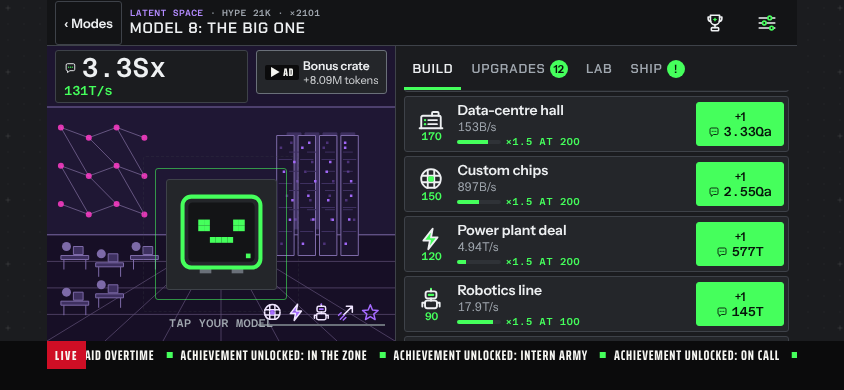 ‹ Modes
LATENT SPACE · HYPE 21K · ×2101
MODEL 8: THE BIG ONE
3.3Sx
131T/s
AD
Bonus crate
+8.09M tokens
TAP YOUR MODEL
BUILD
UPGRADES 12
LAB
SHIP !
170
Data-centre hall
153B/s
×1.5 AT 200
+1
3.33Qa
150
Custom chips
897B/s
×1.5 AT 200
+1
2.55Qa
120
Power plant deal
4.94T/s
×1.5 AT 200
+1
577T
90
Robotics line
17.9T/s
×1.5 AT 100
+1
145T
LIVE
AID OVERTIME
ACHIEVEMENT UNLOCKED: IN THE ZONE
ACHIEVEMENT UNLOCKED: INTERN ARMY
ACHIEVEMENT UNLOCKED: ON CALL